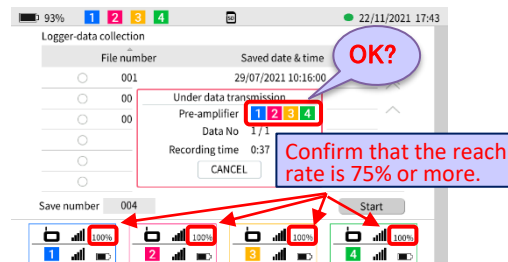 93% 1 2 3 4 SD 22/11/2021 17:43
Logger-data collection
File number Saved date & time
OK?
001 29/07/2021 10:16:00
00 Under data transmission
Pre-amplifier 1 2 3 4
00
Data No 1/1
Recording time 0:37
CANCEL
Confirm that the reach
rate is 75% or more.
Save number 004 Start
100% 100% 100% 100%
1 2 3 4